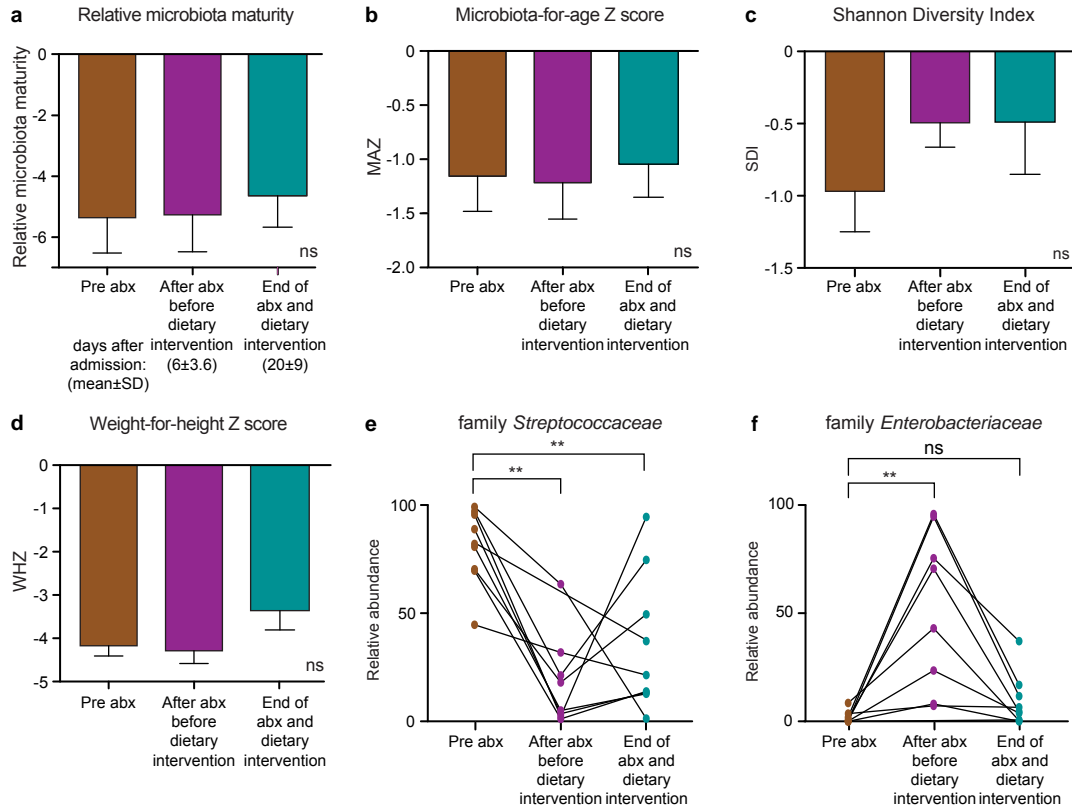 a Relative microbiota maturity
Relative microbiota maturity
0
-2
-4
-6
ns
Pre abx
After abx
before
dietary
intervention
(6±3.6)
End of
abx and
dietary
intervention
(20±9)
days after
admission:
(mean±SD)
b Microbiota-for-age Z score
MAZ
0
-0.5
-1.0
-1.5
-2.0
ns
Pre abx
After abx
before
dietary
intervention
End of
abx and
dietary
intervention
c Shannon Diversity Index
SDI
0
-0.5
-1.0
-1.5
ns
Pre abx
After abx
before
dietary
intervention
End of
abx and
dietary
intervention
d Weight-for-height Z score
WHZ
0
-1
-2
-3
-4
-5
ns
Pre abx
After abx
before
dietary
intervention
End of
abx and
dietary
intervention
e family Streptococcaceae
**
**
Relative abundance
100
50
0
Pre abx
After abx
before
dietary
intervention
End of
abx and
dietary
intervention
f family Enterobacteriaceae
ns
**
Relative abundance
100
50
0
Pre abx
After abx
before
dietary
intervention
End of
abx and
dietary
intervention